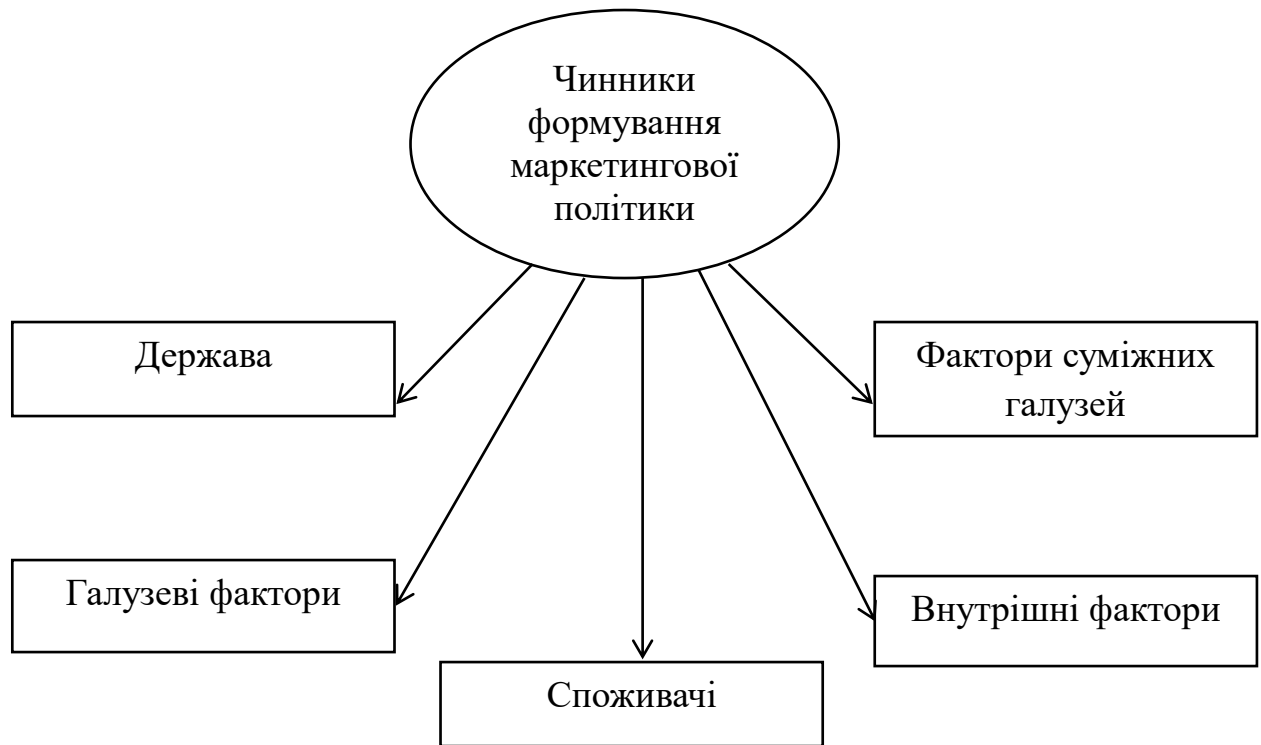 Чинники
формування
маркетингової
політики
Держава
Фактори суміжних
галузей
Галузеві фактори
Внутрішні фактори
Споживачі